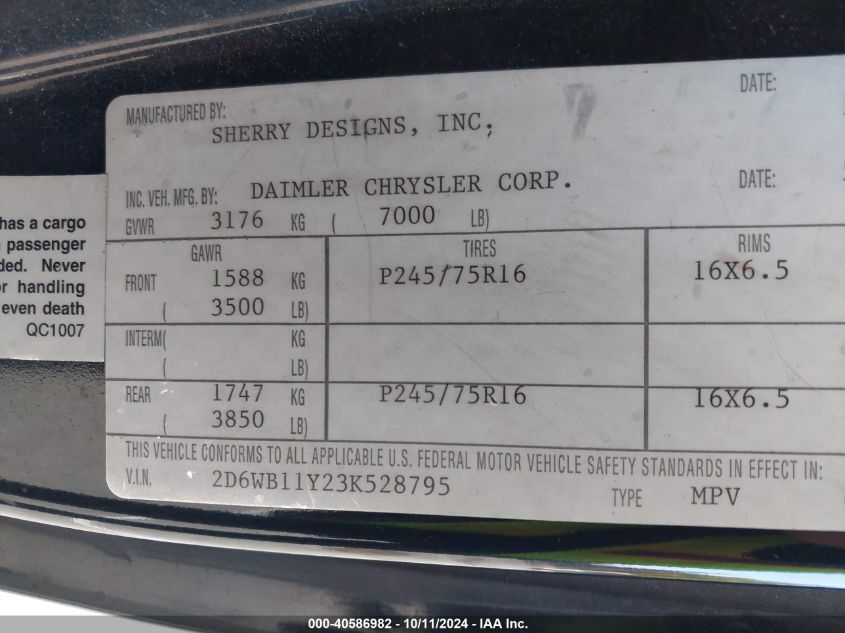 MANUFACTURED BY: SHERRY DESIGNS, INC; DATE:
INC. VEH. MFG. BY: DAIMLER CHRYSLER CORP. DATE:
GVWR 3176 KG ( 7000 LB)
GAWR TIRES RIMS
FRONT 1588 KG P245/75R16 16X6.5
( 3500 LB)
INTERM( KG
( LB)
REAR 1747 KG P245/75R16 16X6.5
( 3850 LB)
THIS VEHICLE CONFORMS TO ALL APPLICABLE U.S. FEDERAL MOTOR VEHICLE SAFETY STANDARDS IN EFFECT IN:
V.I.N. 2D6WB11Y23K528795 TYPE MPV
has a cargo
passenger
ded. Never
or handling
even death
QC1007
000-40586982 - 10/11/2024 - IAA Inc.